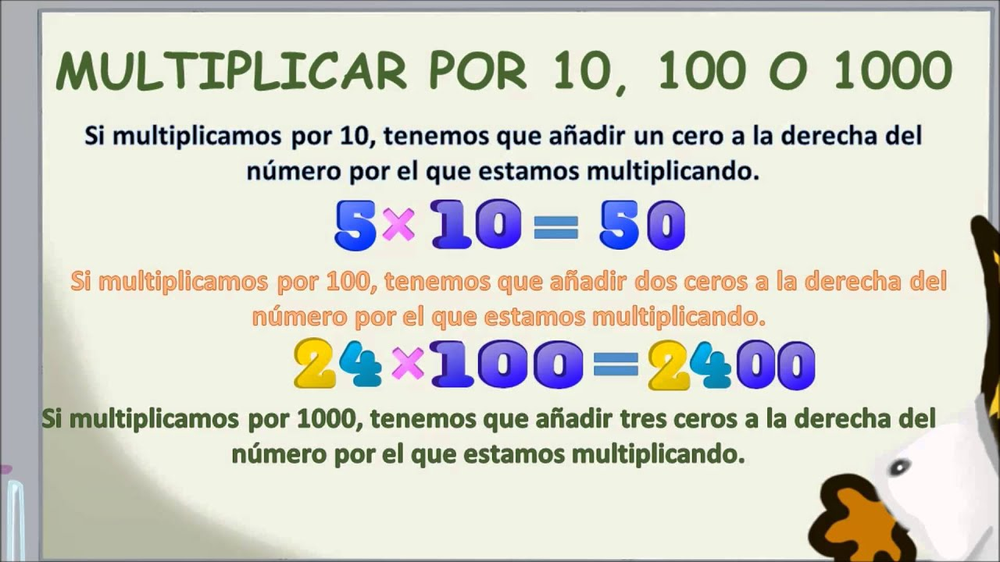 MULTIPLICAR POR 10, 100 O 1000
Si multiplicamos por 10, tenemos que añadir un cero a la derecha del
número por el que estamos multiplicando.
5×10=50
Si multiplicamos por 100, tenemos que añadir dos ceros a la derecha del
número por el que estamos multiplicando.
24×100=2400
Si multiplicamos por 1000, tenemos que añadir tres ceros a la derecha del
número por el que estamos multiplicando.